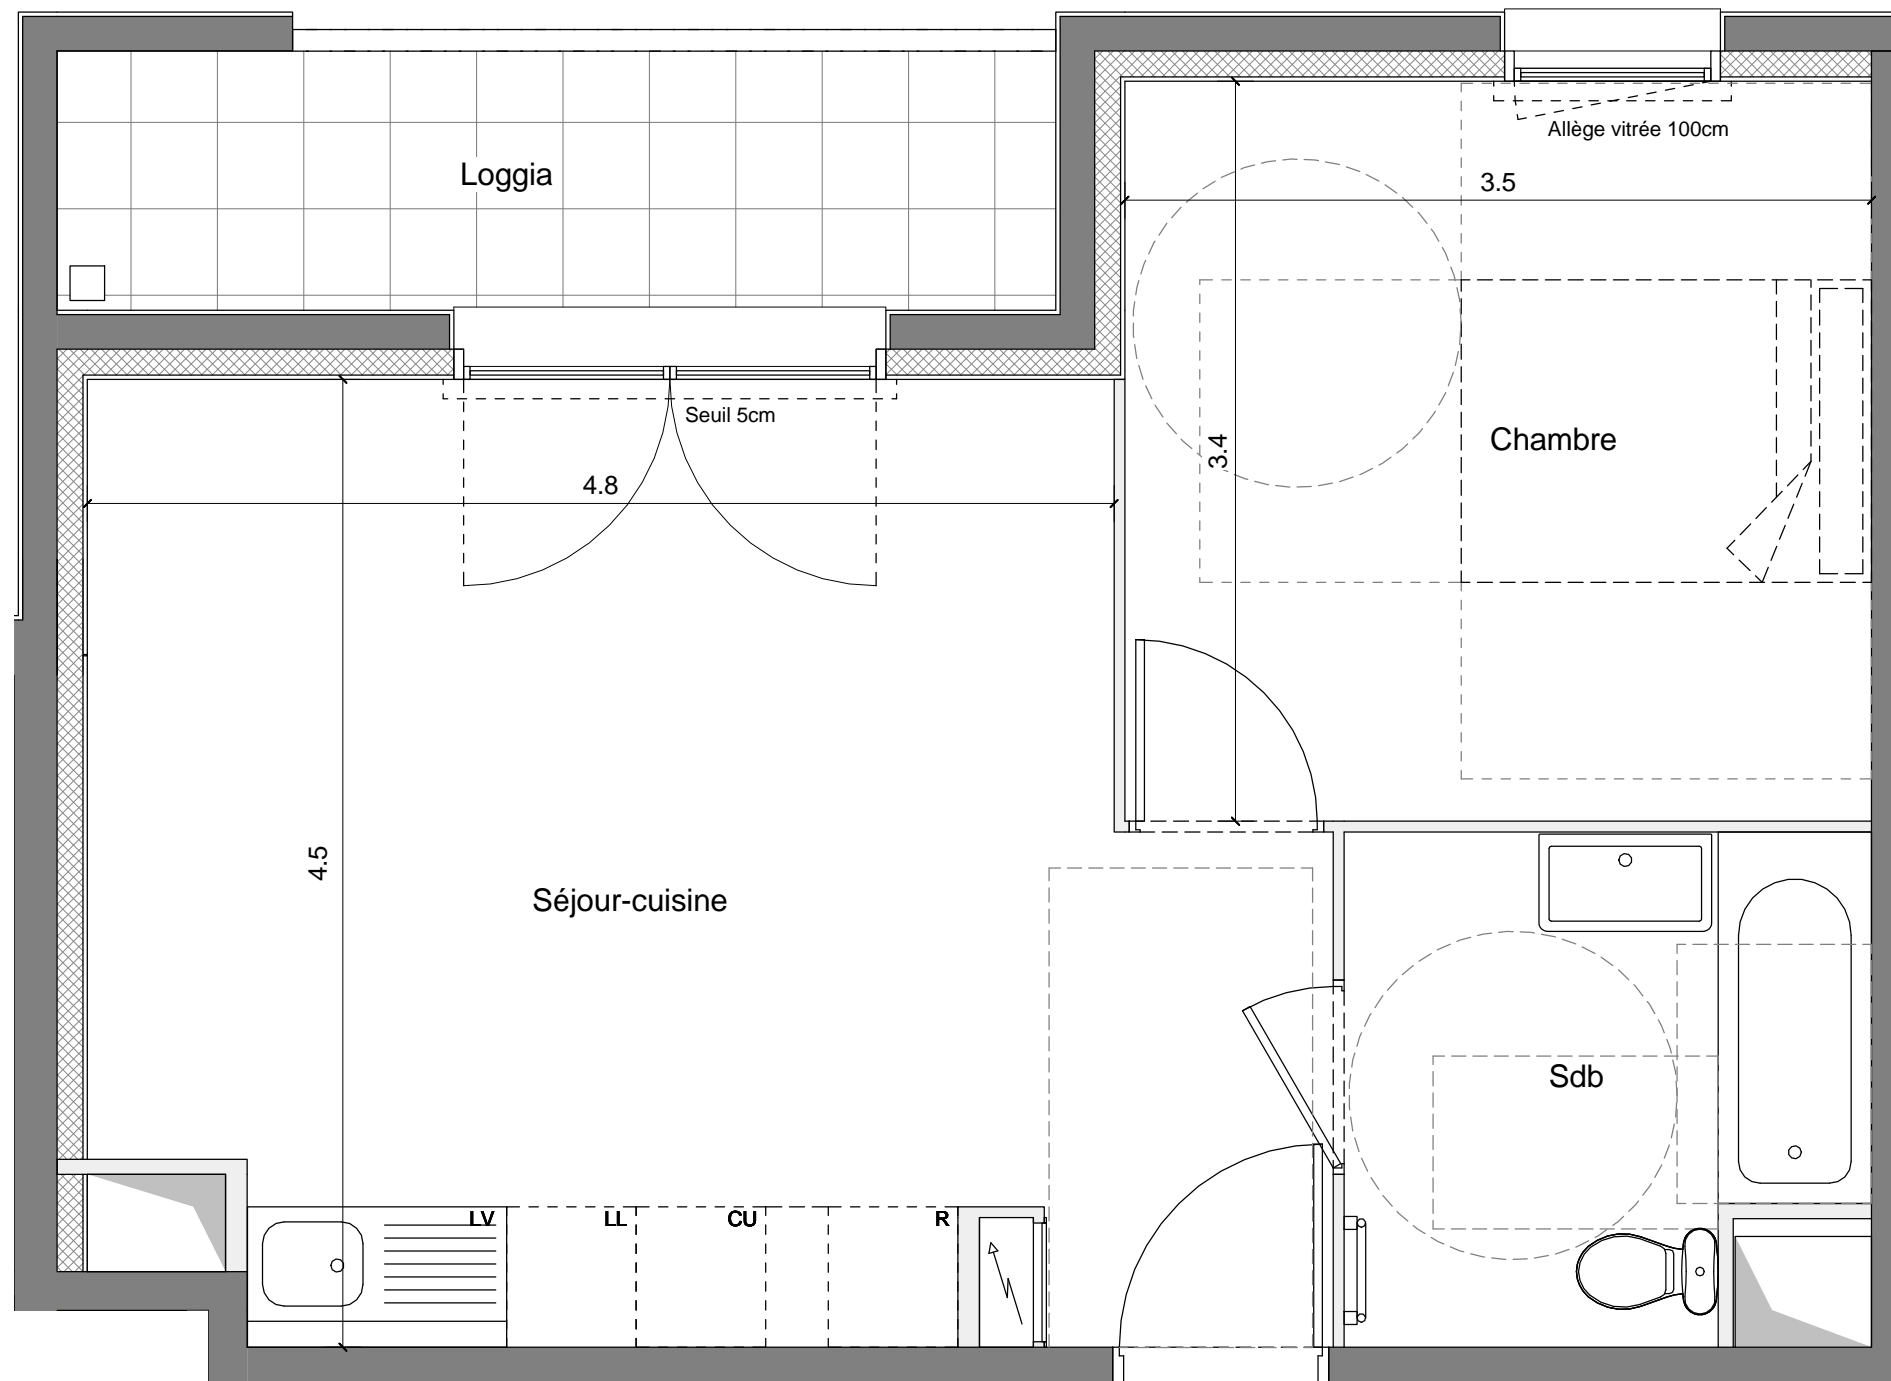 Loggia
Allège vitrée 100cm
3.5
Seuil 5cm
3.4
Chambre
4.8
4.5
Séjour-cuisine
Sdb
LV
LL
CU
R